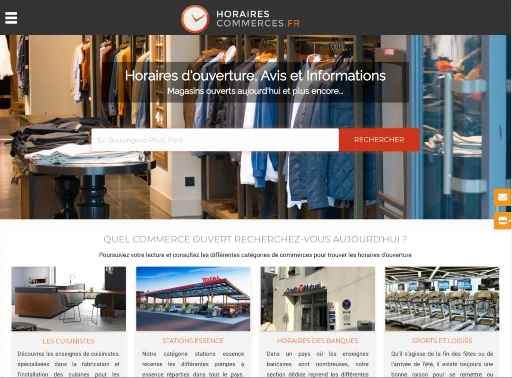 HORAIRES
COMMERCES.FR
Horaires d'ouverture, Avis et Informations
Magasins ouverts aujourd'hui et plus encore...
Ex: Boulangerie PAUL Paris...
RECHERCHER
QUEL COMMERCE OUVERT RECHERCHEZ-VOUS AUJOURD'HUI ?
Poursuivez votre lecture et consultez les différentes catégories de commerces pour trouver les horaires d'ouverture
TOTAL
LES CUISINISTES
Découvrez les enseignes de cuisinistes,
spécialisées dans la fabrication et
l'installation des cuisines pour les
STATIONS ESSENCE
Notre catégorie stations essence
recense les différentes pompes à
essence réparties dans tout le pays.
HORAIRES DES BANQUES
Dans un pays où les enseignes
bancaires sont nombreuses, notre
section dédiée reprend les différentes
SPORTS ET LOISIRS
Qu'il s'agisse de la fin des fêtes ou de
l'arrivée de l'été, il existe toujours une
bonne raison pour se remettre ou